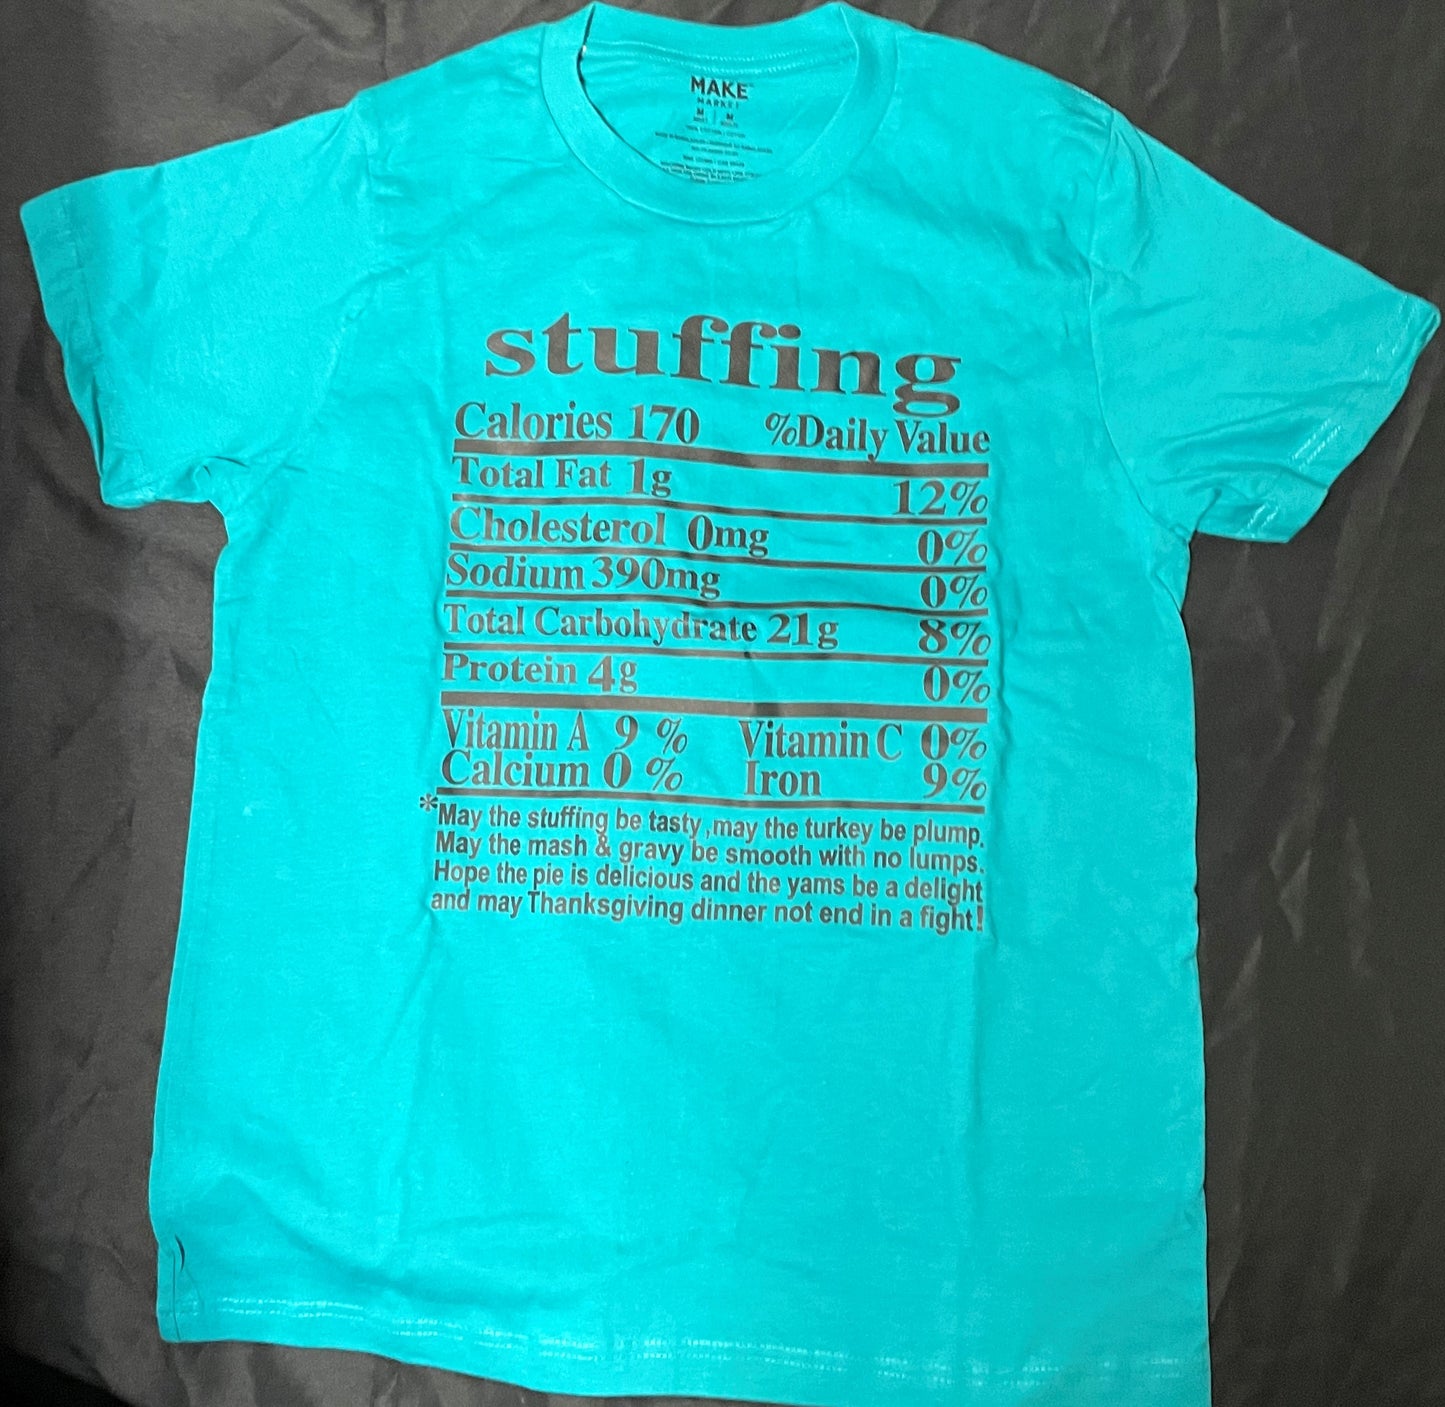 MAKE
MARKET
M M
stuffing
Calories 170 %Daily Value
Total Fat 1g 12%
Cholesterol 0mg 0%
Sodium 390mg 0%
Total Carbohydrate 21g 8%
Protein 4g 0%
Vitamin A 9 % Vitamin C 0%
Calcium 0 % Iron 9%
*May the stuffing be tasty,may the turkey be plump.
May the mash & gravy be smooth with no lumps.
Hope the pie is delicious and the yams be a delight
and may Thanksgiving dinner not end in a fight!